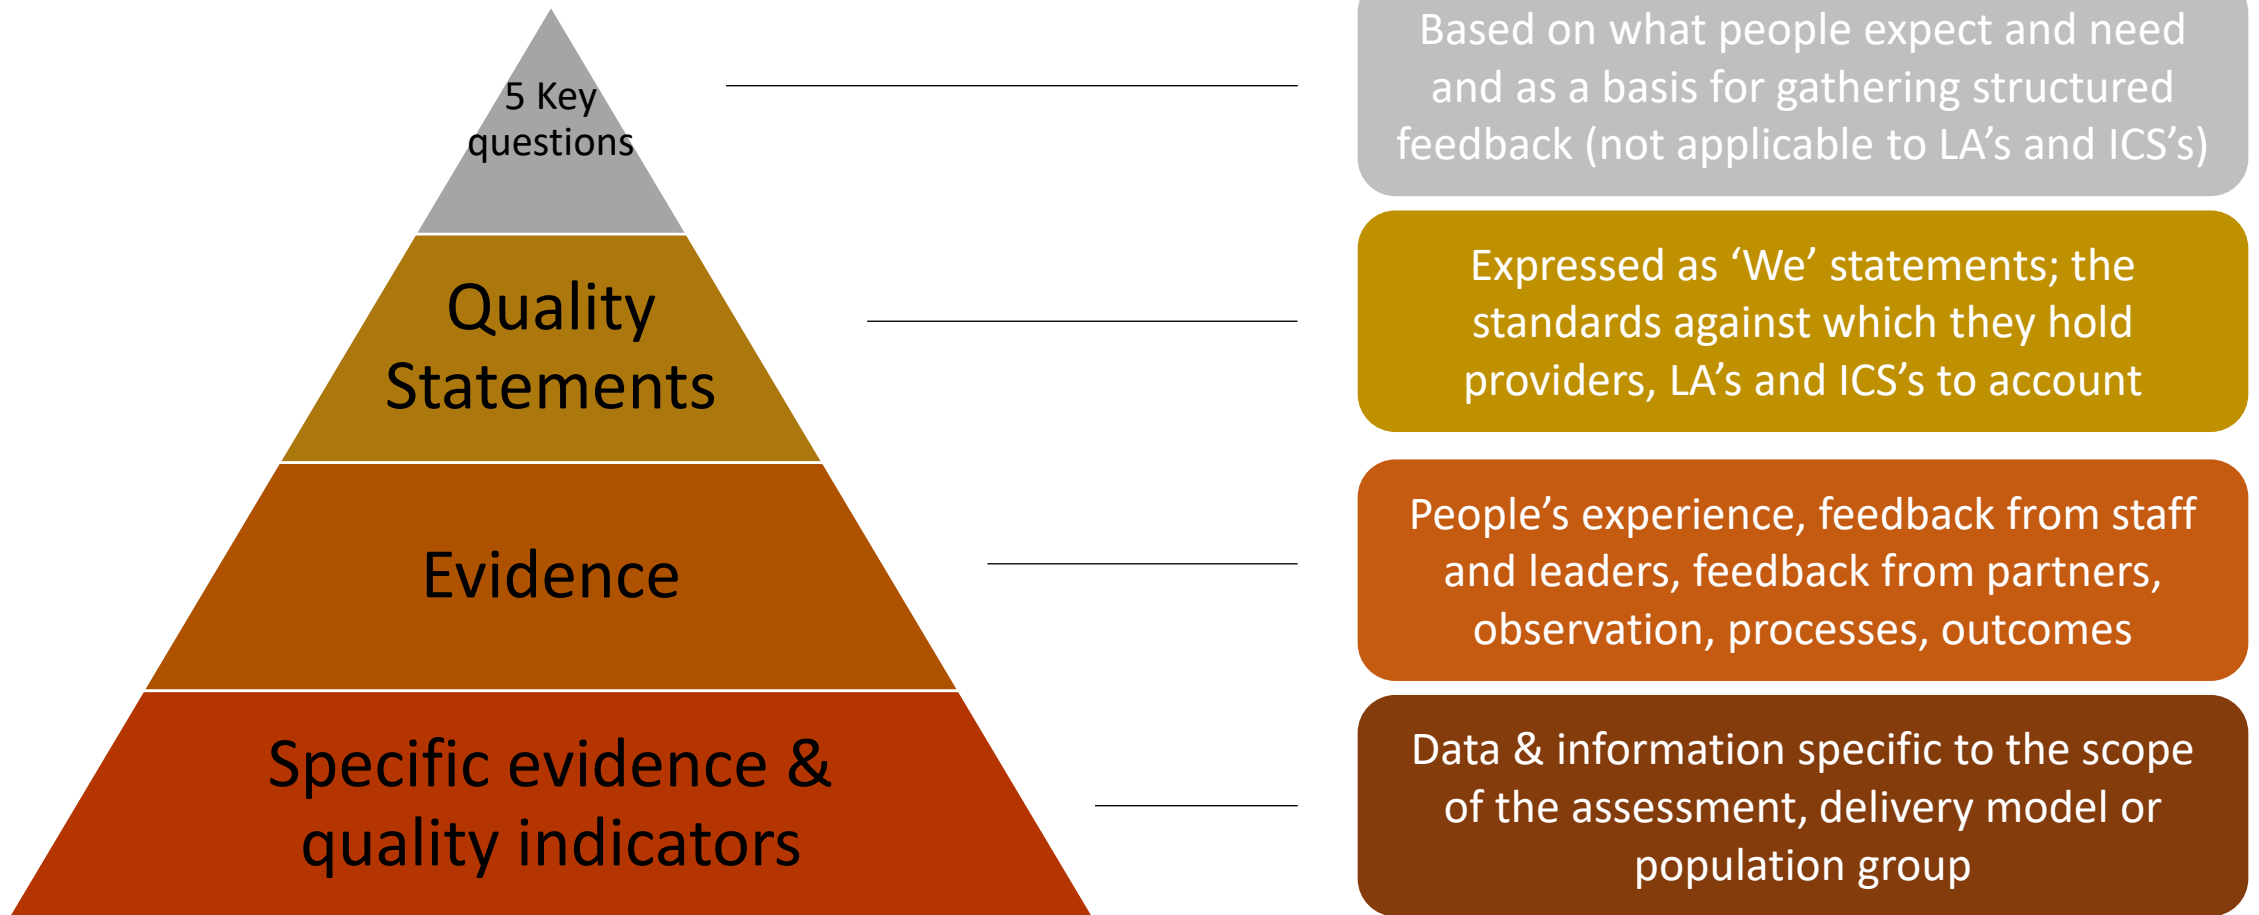 5 Key
questions
Based on what people expect and need
and as a basis for gathering structured
feedback (not applicable to LA’s and ICS’s)
Quality
Statements
Expressed as ‘We’ statements; the
standards against which they hold
providers, LA’s and ICS’s to account
Evidence
People’s experience, feedback from staff
and leaders, feedback from partners,
observation, processes, outcomes
Specific evidence &
quality indicators
Data & information specific to the scope
of the assessment, delivery model or
population group